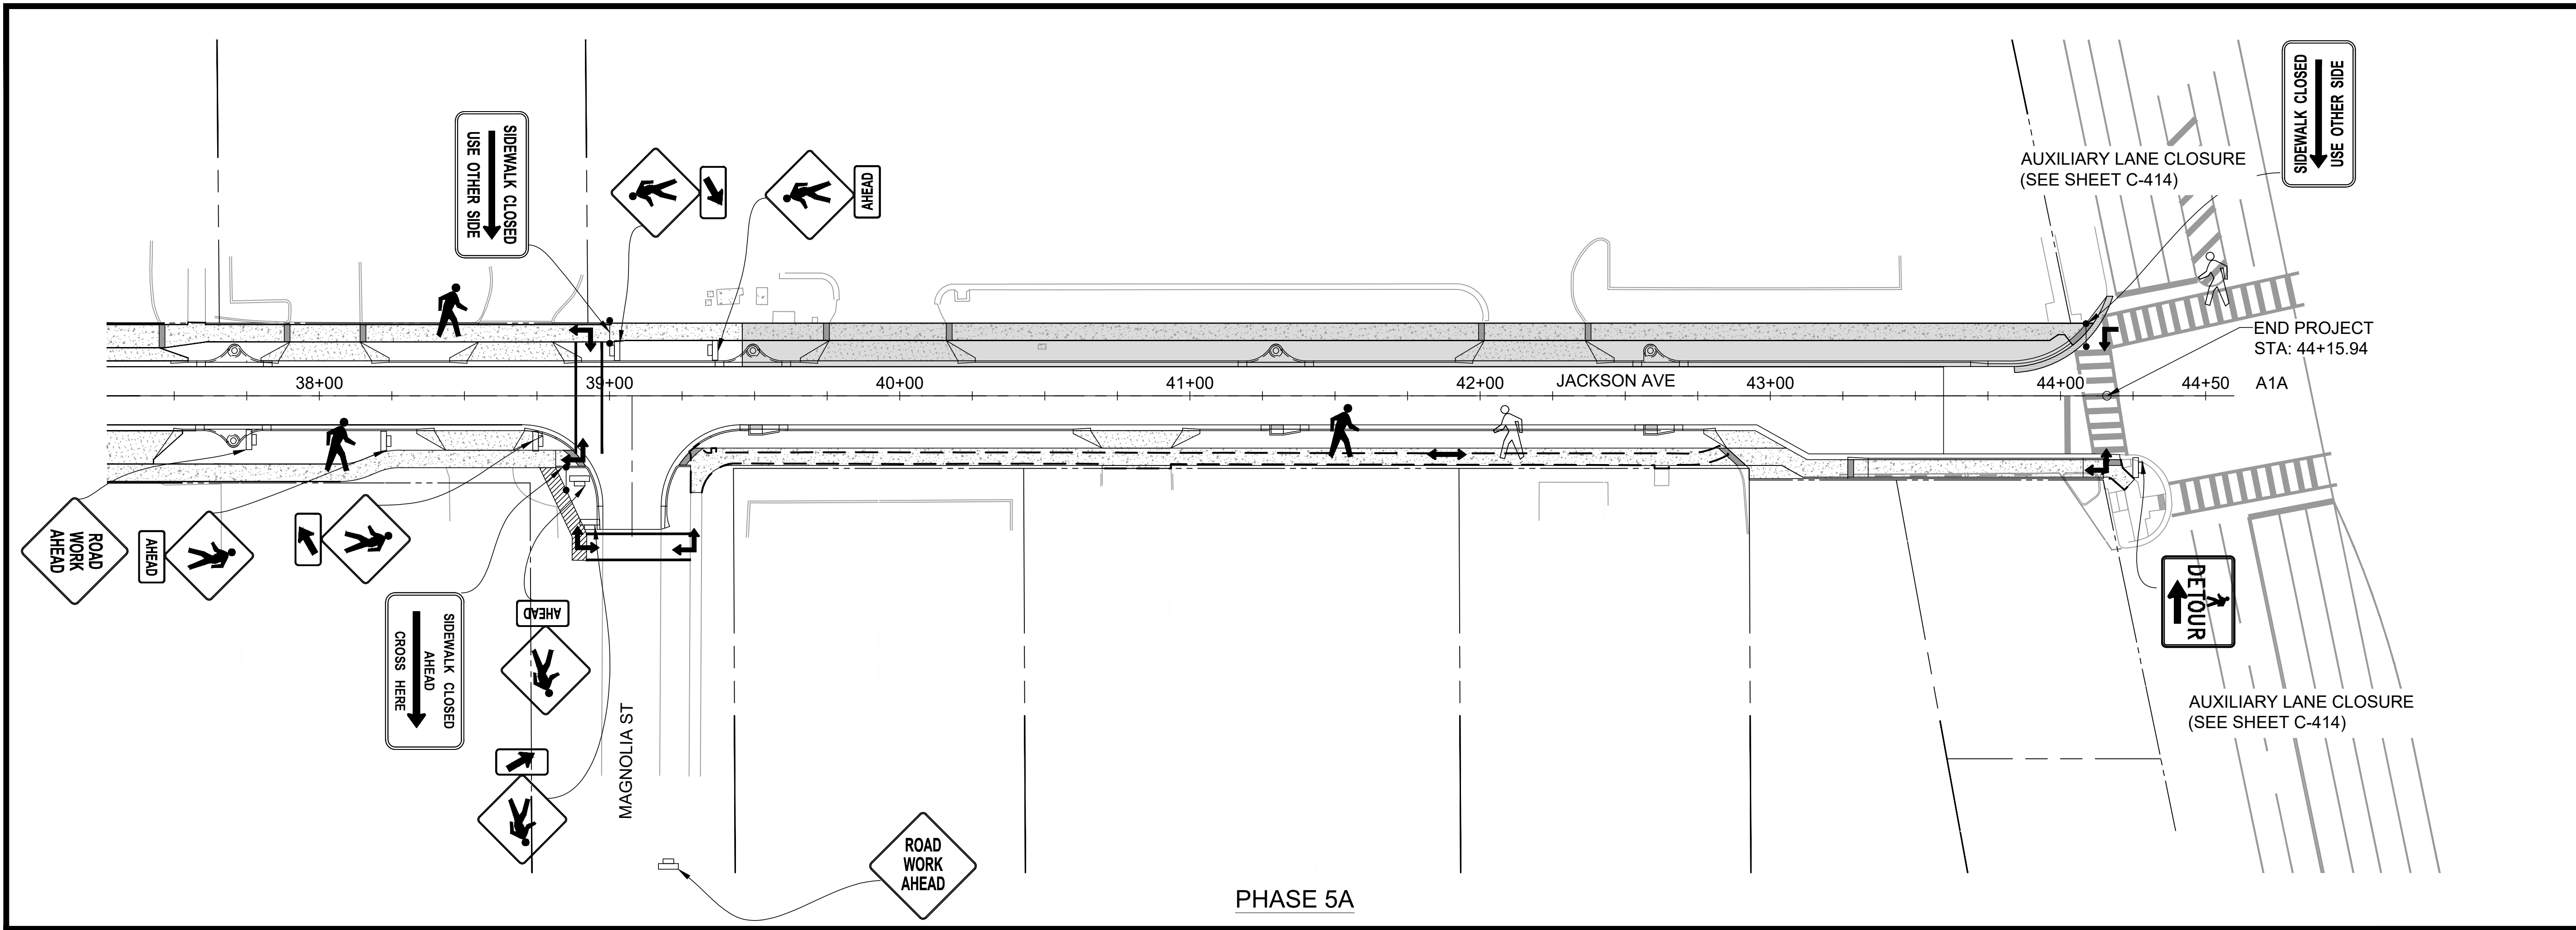 SIDEWALK CLOSED
USE OTHER SIDE
AHEAD
SIDEWALK CLOSED
USE OTHER SIDE
AUXILIARY LANE CLOSURE
(SEE SHEET C-414)
END PROJECT
STA: 44+15.94
38+00
39+00
40+00
41+00
42+00
JACKSON AVE
43+00
44+00
44+50
A1A
ROAD
WORK
AHEAD
AHEAD
SIDEWALK CLOSED
AHEAD
CROSS HERE
AHEAD
MAGNOLIA ST
DETOUR
AUXILIARY LANE CLOSURE
(SEE SHEET C-414)
ROAD
WORK
AHEAD
PHASE 5A